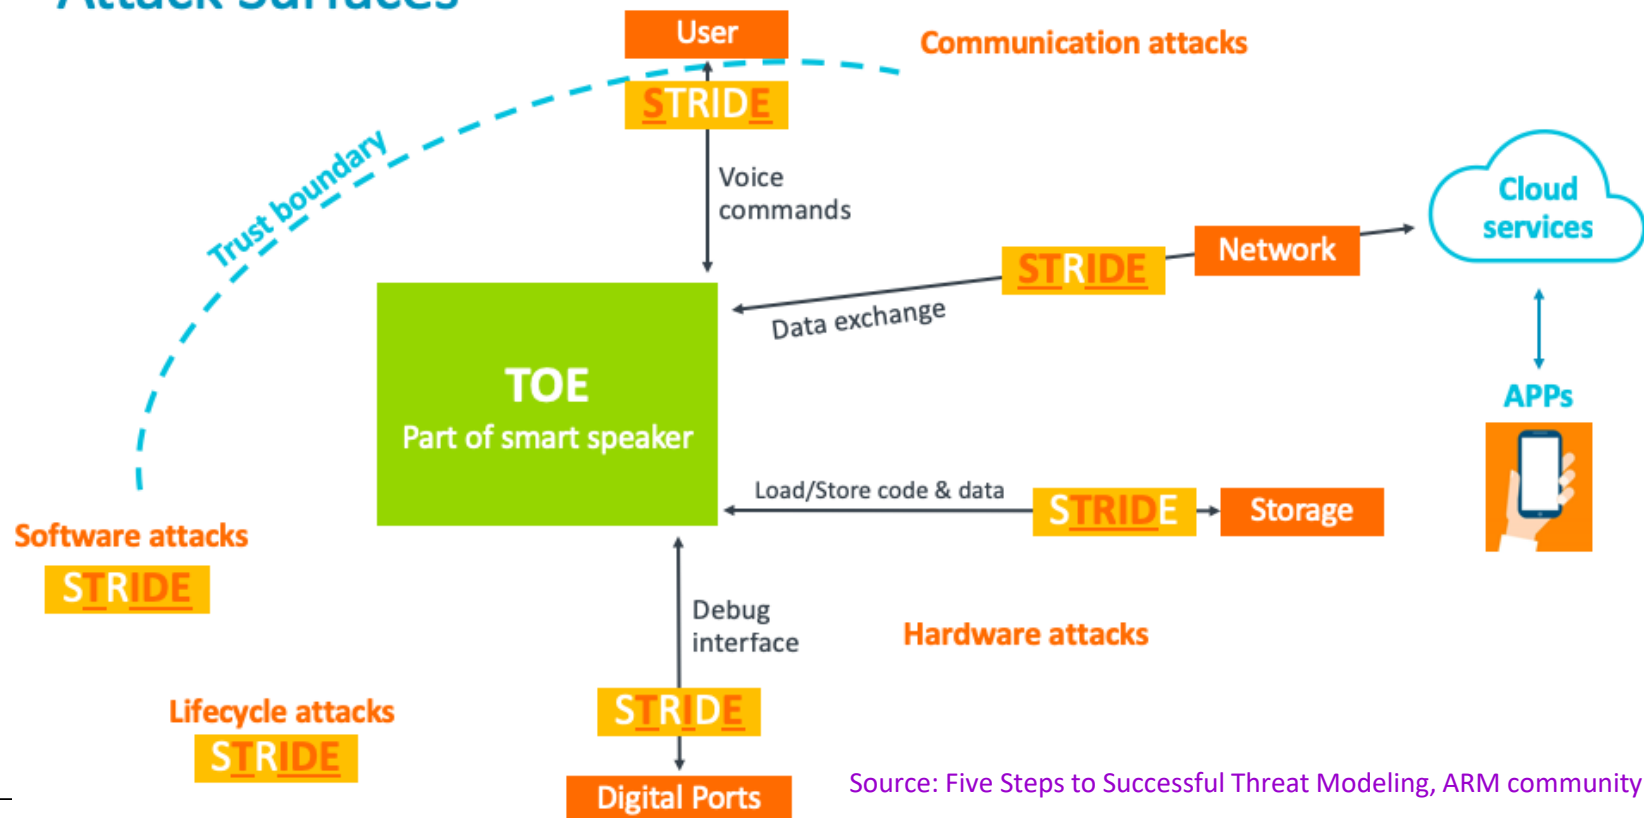 Attack Surfaces
User
Communication attacks
STRIDE
Trust boundary
Voice
commands
Cloud
services
Network
STRIDE
Data exchange
TOE
Part of smart speaker
APPs
Load/Store code & data
STRIDE
Storage
Software attacks
STRIDE
Debug
interface
Hardware attacks
Lifecycle attacks
STRIDE
STRIDE
Digital Ports
Source: Five Steps to Successful Threat Modeling, ARM community